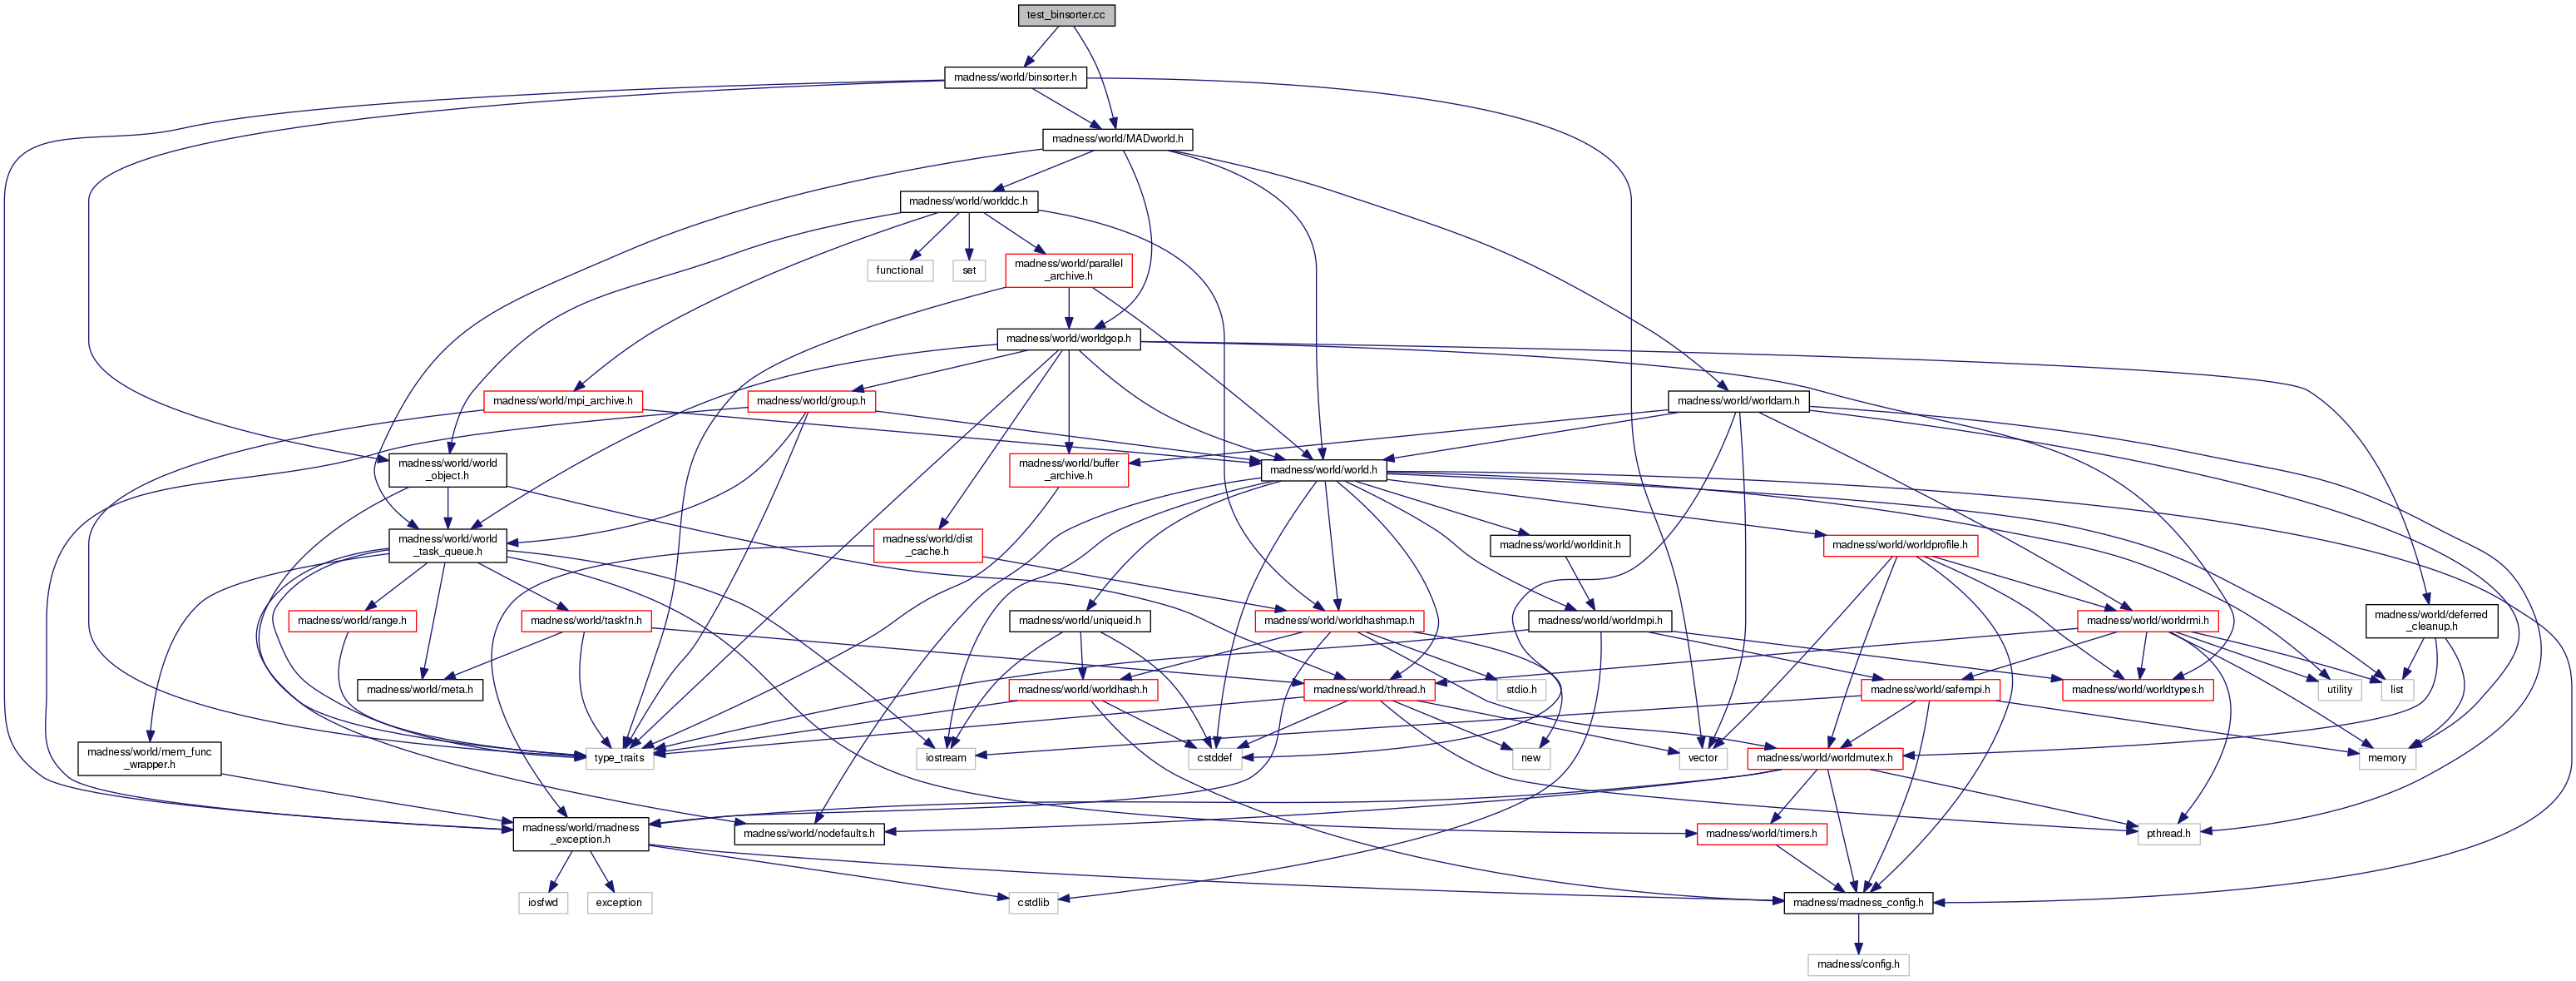 test_binsorter.cc
madness/world/binsorter.h
madness/world/MADworld.h
madness/world/worlddc.h
functional
set
madness/world/parallel
_archive.h
madness/world/worldgop.h
madness/world/mpi_archive.h
madness/world/group.h
madness/world/worldam.h
madness/world/world
_object.h
madness/world/buffer
_archive.h
madness/world/world.h
madness/world/world
_task_queue.h
madness/world/dist
_cache.h
madness/world/worldinit.h
madness/world/worldprofile.h
madness/world/range.h
madness/world/taskfn.h
madness/world/uniqueid.h
madness/world/worldhashmap.h
madness/world/worldmpi.h
madness/world/worldrmi.h
madness/world/deferred
_cleanup.h
madness/world/meta.h
madness/world/worldhash.h
madness/world/thread.h
stdio.h
madness/world/safempi.h
madness/world/worldtypes.h
utility
list
madness/world/mem_func
_wrapper.h
type_traits
iostream
cstddef
new
vector
madness/world/worldmutex.h
memory
madness/world/madness
_exception.h
madness/world/nodefaults.h
madness/world/timers.h
pthread.h
iosfwd
exception
cstdlib
madness/madness_config.h
madness/config.h